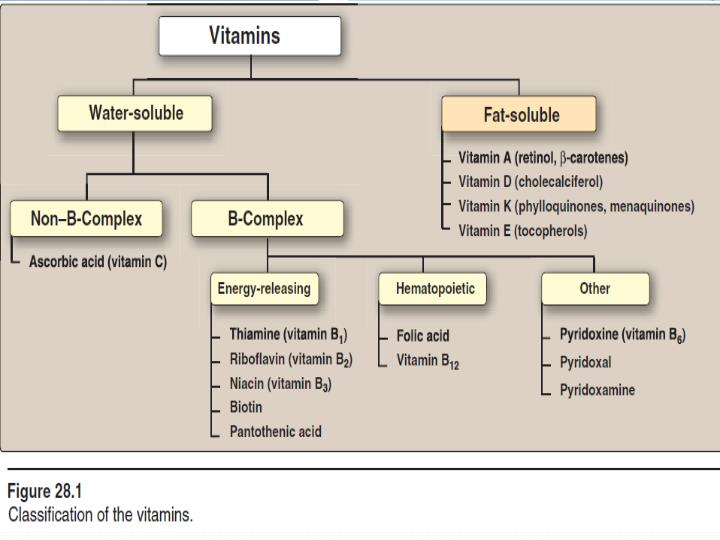 Vitamins
Water-soluble
Fat-soluble
Vitamin A (retinol, β-carotenes)
Vitamin D (cholecalciferol)
Vitamin K (phylloquinones, menaquinones)
Vitamin E (tocopherols)
Non–B-Complex
B-Complex
Ascorbic acid (vitamin C)
Energy-releasing
Hematopoietic
Other
Thiamine (vitamin B₁)
Riboflavin (vitamin B₂)
Niacin (vitamin B₃)
Biotin
Pantothenic acid
Folic acid
Vitamin B₁₂
Pyridoxine (vitamin B₆)
Pyridoxal
Pyridoxamine
Figure 28.1
Classification of the vitamins.